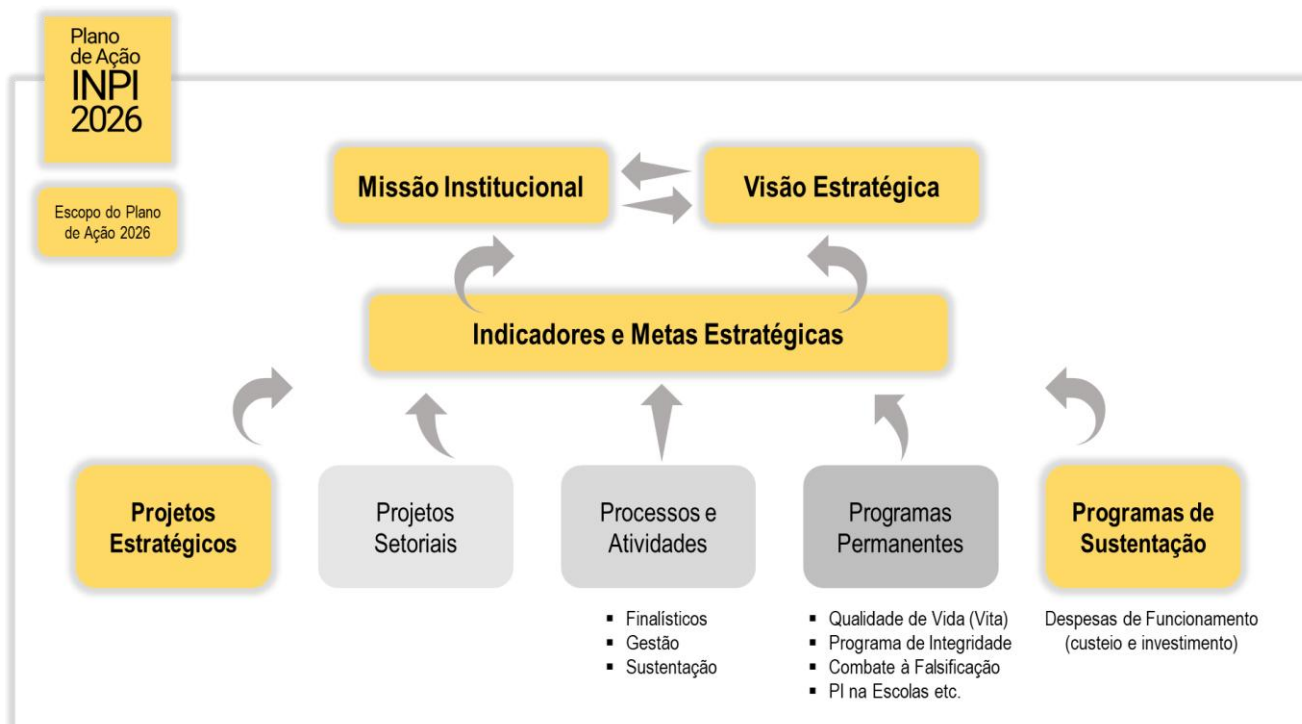 Plano
de Ação
INPI
2026
Escopo do Plano
de Ação 2026
Missão Institucional
Visão Estratégica
Indicadores e Metas Estratégicas
Projetos
Estratégicos
Projetos
Setoriais
Processos e
Atividades
Programas
Permanentes
Programas de
Sustentação
▪ Finalísticos
▪ Gestão
▪ Sustentação
▪ Qualidade de Vida (Vita)
▪ Programa de Integridade
▪ Combate à Falsificação
▪ PI na Escolas etc.
Despesas de Funcionamento
(custeio e investimento)